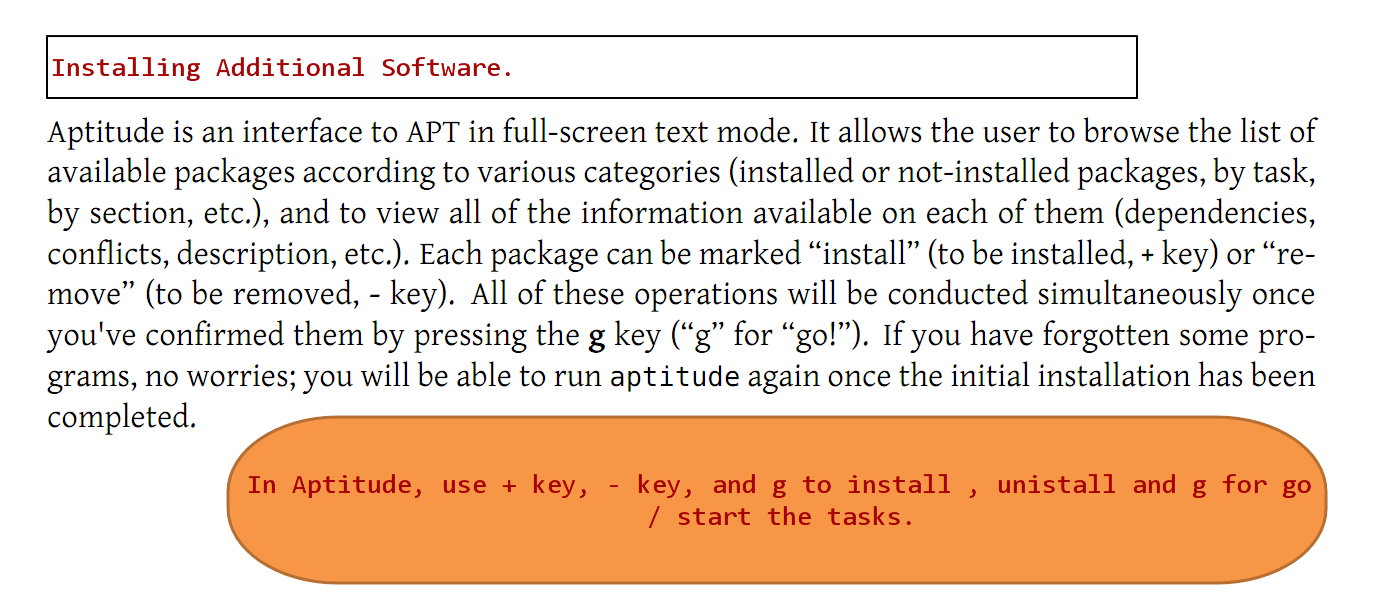 Installing Additional Software.
Aptitude is an interface to APT in full-screen text mode. It allows the user to browse the list of
available packages according to various categories (installed or not-installed packages, by task,
by section, etc.), and to view all of the information available on each of them (dependencies,
conflicts, description, etc.). Each package can be marked “install” (to be installed, + key) or “re-
move” (to be removed, - key). All of these operations will be conducted simultaneously once
you've confirmed them by pressing the g key (“g” for “go!”). If you have forgotten some pro-
grams, no worries; you will be able to run aptitude again once the initial installation has been
completed.
In Aptitude, use + key, - key, and g to install , unistall and g for go
/ start the tasks.